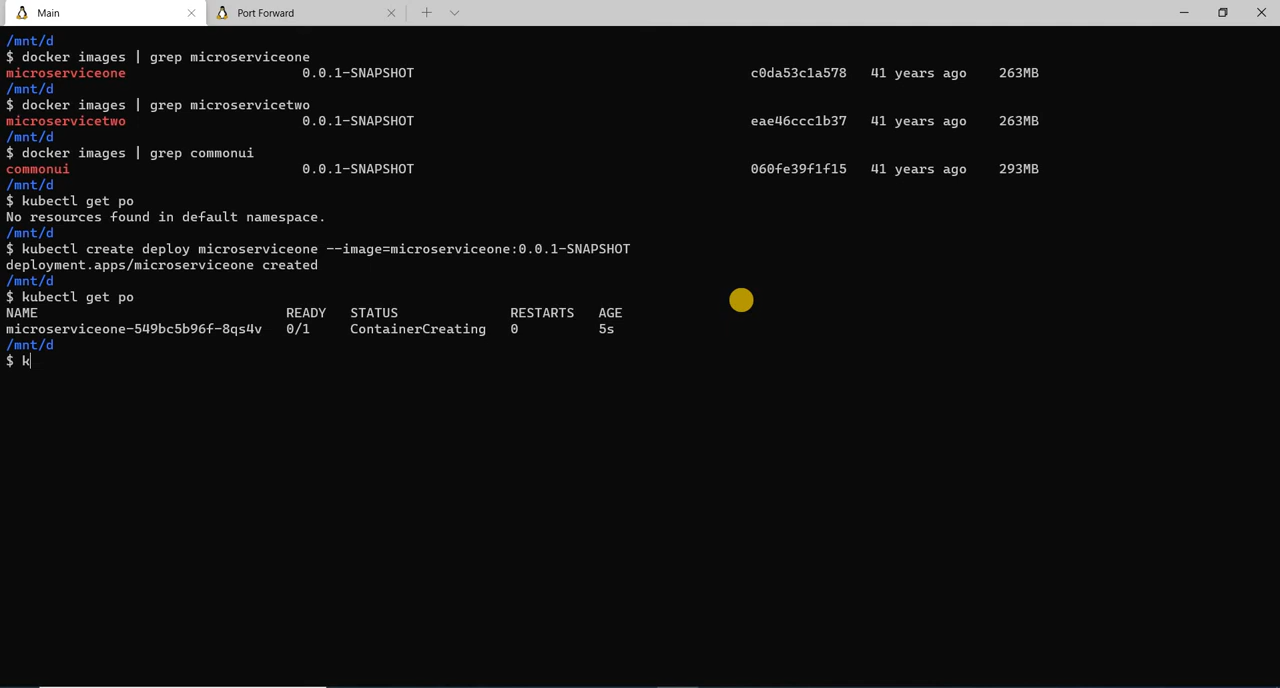 Main
Port Forward
/mnt/d
$ docker images | grep microserviceone
microserviceone 0.0.1-SNAPSHOT c0da53c1a578 41 years ago 263MB
/mnt/d
$ docker images | grep microservicetwo
microservicetwo 0.0.1-SNAPSHOT eae46ccc1b37 41 years ago 263MB
/mnt/d
$ docker images | grep commonui
commonui 0.0.1-SNAPSHOT 060fe39f1f15 41 years ago 293MB
/mnt/d
$ kubectl get po
No resources found in default namespace.
/mnt/d
$ kubectl create deploy microserviceone --image=microserviceone:0.0.1-SNAPSHOT
deployment.apps/microserviceone created
/mnt/d
$ kubectl get po
NAME READY STATUS RESTARTS AGE
microserviceone-549bc5b96f-8qs4v 0/1 ContainerCreating 0 5s
/mnt/d
$ k